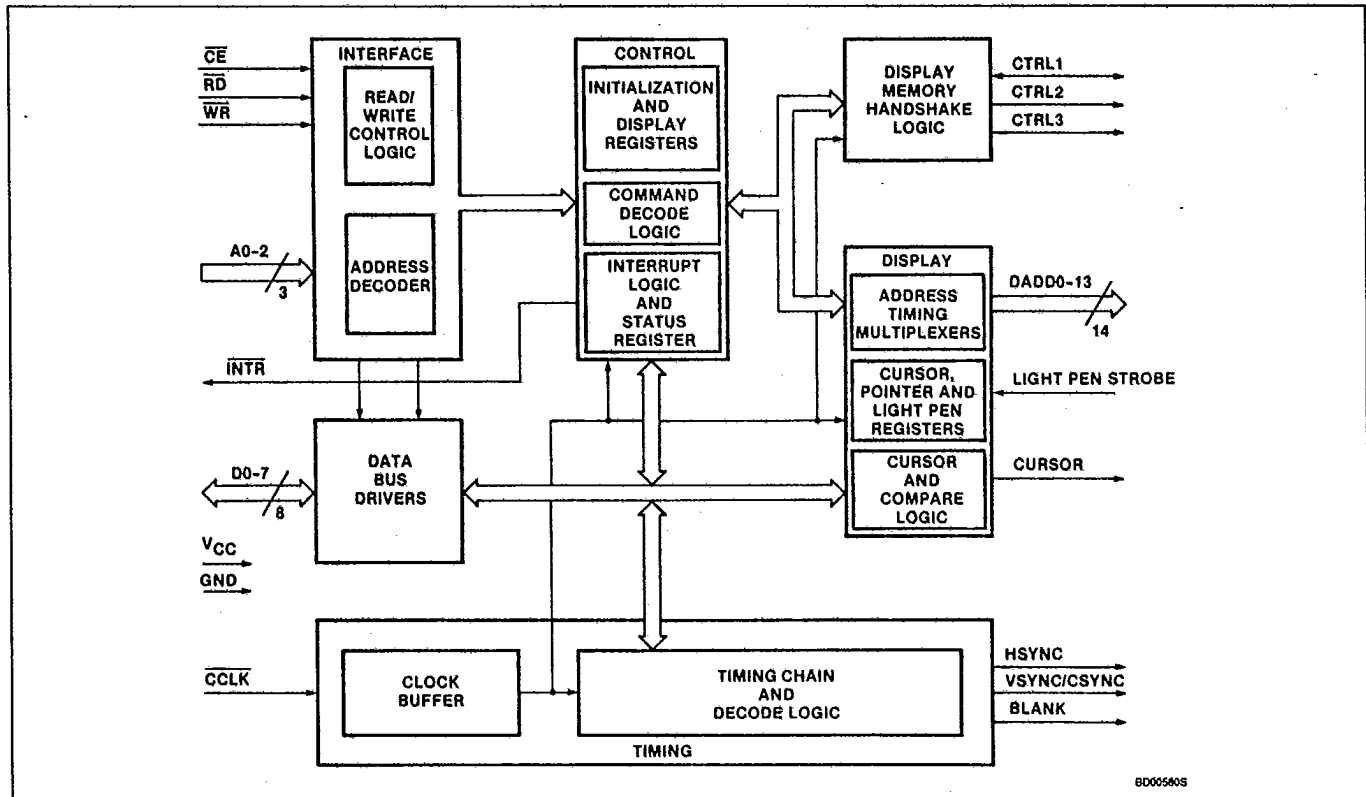 CE
RD
WR
A0-2
3
INTR
D0-7
8
VCC
GND
CCLK
INTERFACE
READ/
WRITE
CONTROL
LOGIC
ADDRESS
DECODER
DATA
BUS
DRIVERS
CONTROL
INITIALIZATION
AND
DISPLAY
REGISTERS
COMMAND
DECODE
LOGIC
INTERRUPT
LOGIC
AND
STATUS
REGISTER
DISPLAY
MEMORY
HANDSHAKE
LOGIC
CTRL1
CTRL2
CTRL3
DISPLAY
ADDRESS
TIMING
MULTIPLEXERS
CURSOR,
POINTER AND
LIGHT PEN
REGISTERS
CURSOR
AND
COMPARE
LOGIC
DADD0-13
14
LIGHT PEN STROBE
CURSOR
CLOCK
BUFFER
TIMING CHAIN
AND
DECODE LOGIC
TIMING
HSYNC
VSYNC/CSYNC
BLANK
BD00580S